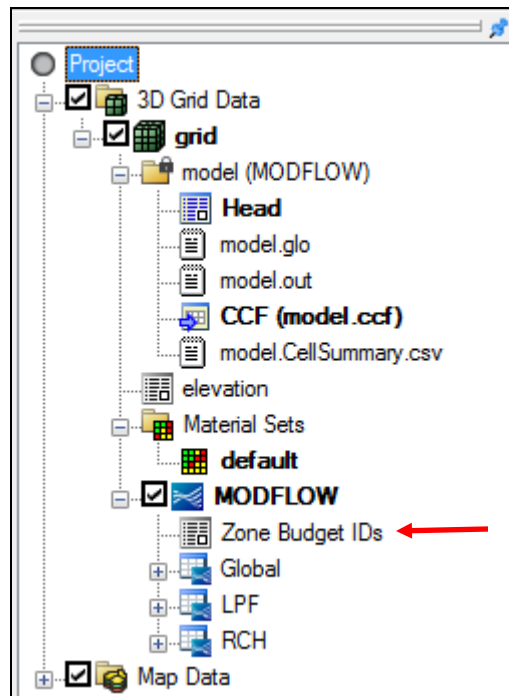 Project
3D Grid Data
grid
model (MODFLOW)
Head
model.glo
model.out
CCF (model.ccf)
model.CellSummary.csv
elevation
Material Sets
default
MODFLOW
Zone Budget IDs
Global
LPF
RCH
Map Data